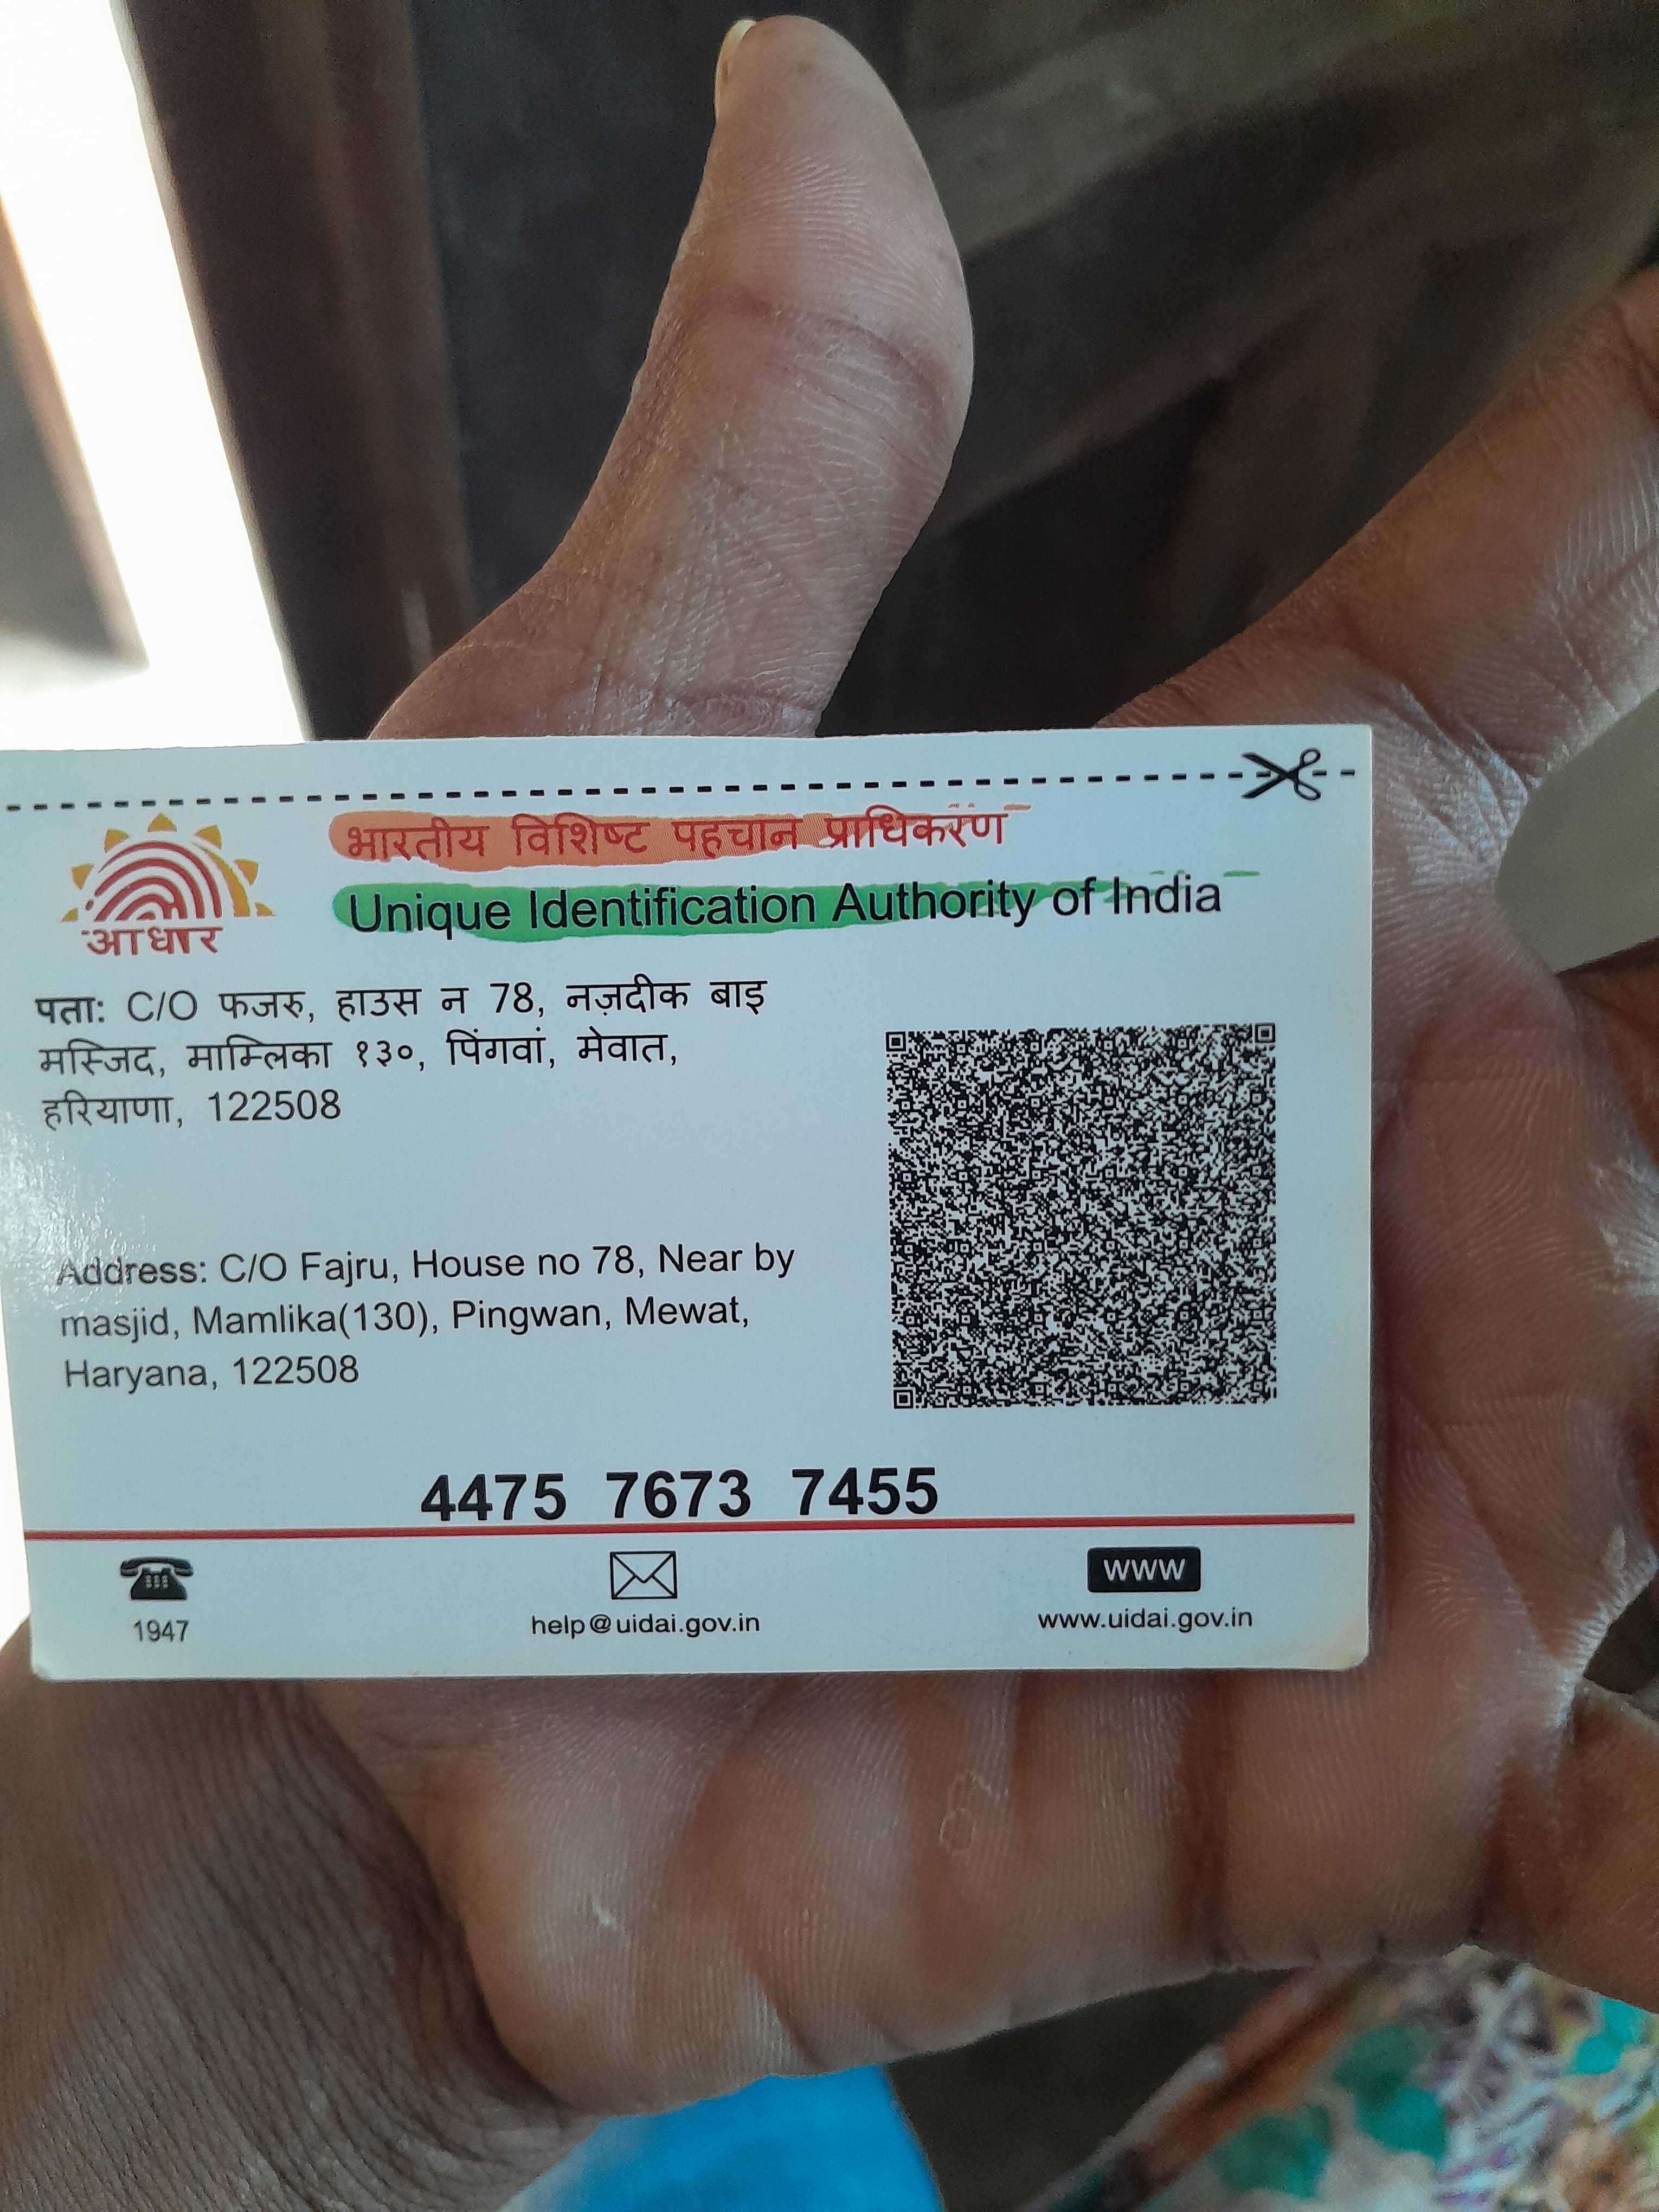 भारतीय विशिष्ट पहचान प्राधिकरण
Unique Identification Authority of India
आधार
पता: C/O फजरु, हाउस न 78, नज़दीक बाइ
मस्जिद, माम्लिका १३०, पिंगवां, मेवात,
हरियाणा, 122508
Address: C/O Fajru, House no 78, Near by
masjid, Mamlika(130), Pingwan, Mewat,
Haryana, 122508
4475 7673 7455
1947
help@uidai.gov.in
www
www.uidai.gov.in